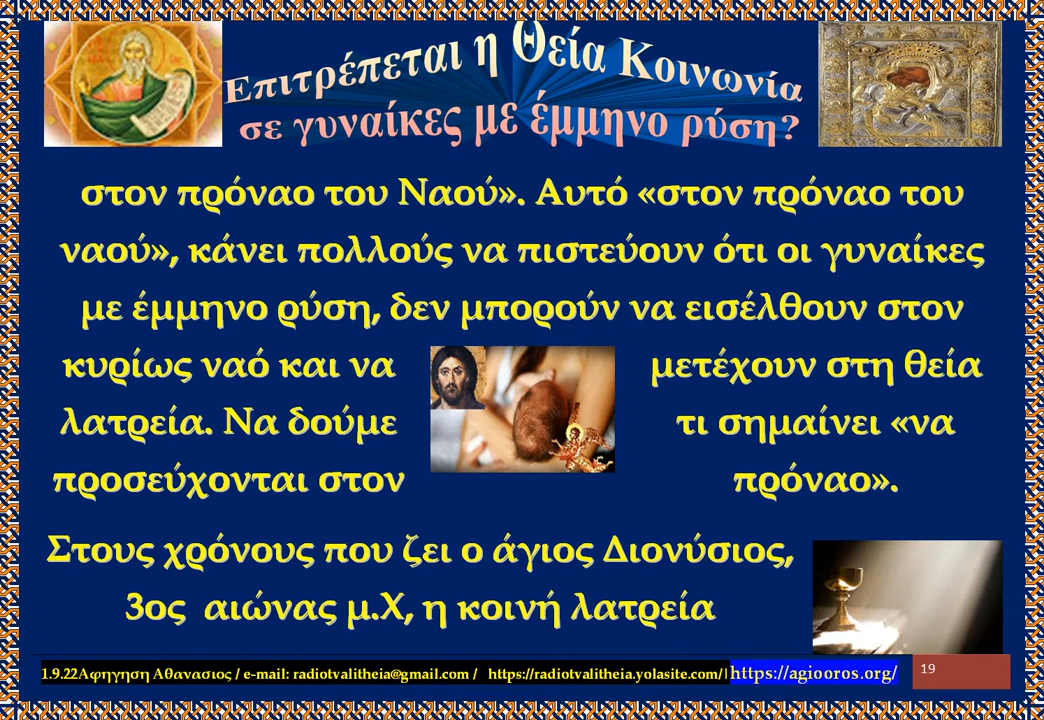 Επιτρέπεται η Θεία Κοινωνία
σε γυναίκες με έμμηνο ρύση?
στον πρόναο του Ναού». Αυτό «στον πρόναο του
ναού», κάνει πολλούς να πιστεύουν ότι οι γυναίκες
με έμμηνο ρύση, δεν μπορούν να εισέλθουν στον
κυρίως ναό και να μετέχουν στη θεία
λατρεία. Να δούμε τι σημαίνει «να
προσεύχονται στον πρόναο».
Στους χρόνους που ζει ο άγιος Διονύσιος,
3ος αιώνας μ.Χ, η κοινή λατρεία
1.9.22Αφηγηση Αθανασιος / e-mail: radiotvalitheia@gmail.com / https://radiotvalitheia.yolasite.com/| https://agiooros.org/ 19